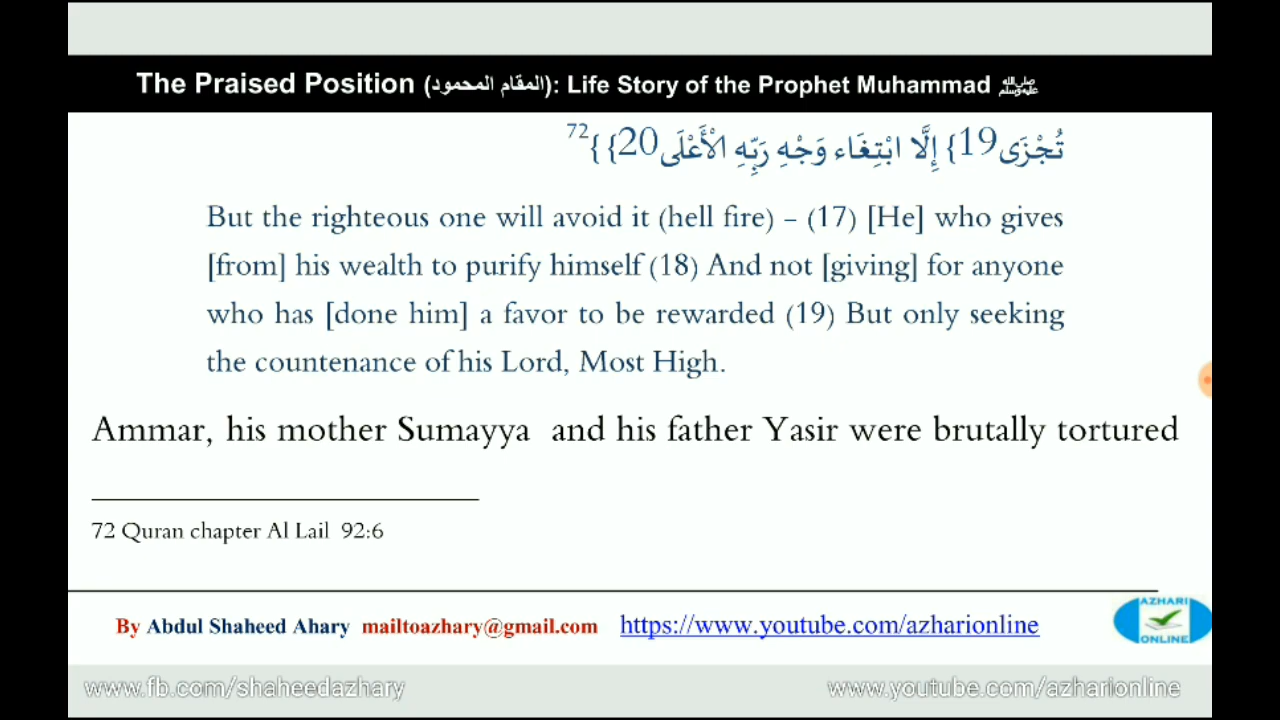 The Praised Position (المقام المحمود): Life Story of the Prophet Muhammad ﷺ
تُجْزَى19} إِلَّا ابْتِغَاء وَجْهِ رَبِّهِ الْأَعْلَى20} { 72
But the righteous one will avoid it (hell fire) – (17) [He] who gives
[from] his wealth to purify himself (18) And not [giving] for anyone
who has [done him] a favor to be rewarded (19) But only seeking
the countenance of his Lord, Most High.
Ammar, his mother Sumayya and his father Yasir were brutally tortured
72 Quran chapter Al Lail 92:6
By Abdul Shaheed Ahary mailtoazhary@gmail.com https://www.youtube.com/azharionline
AZHARI
ONLINE
www.fb.com/shaheedazhary www.youtube.com/azharionline